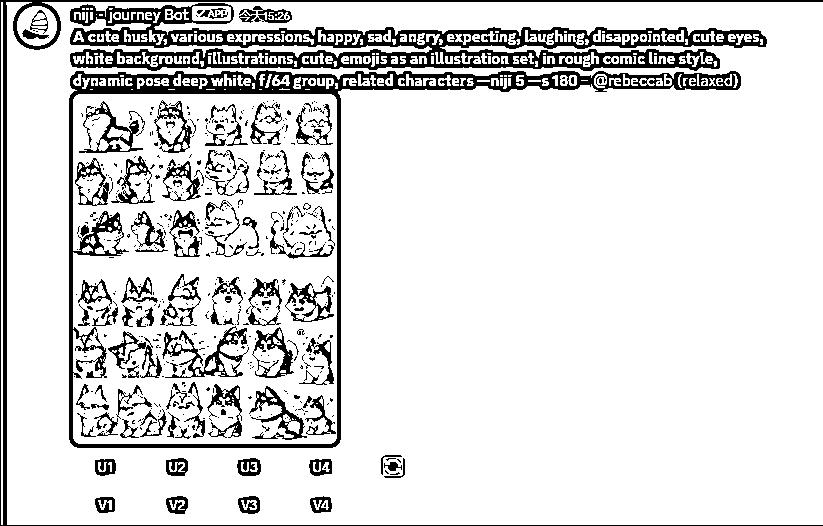 niji - journey Bot ✓APP 今天15:26
A cute husky, various expressions, happy, sad, angry, expecting, laughing, disappointed, cute eyes,
white background, illustrations, cute, emojis as an illustration set, in rough comic line style,
dynamic pose deep white, f/64 group, related characters --niji 5 --s 180 - @rebeccab (relaxed)
U1 U2 U3 U4
V1 V2 V3 V4